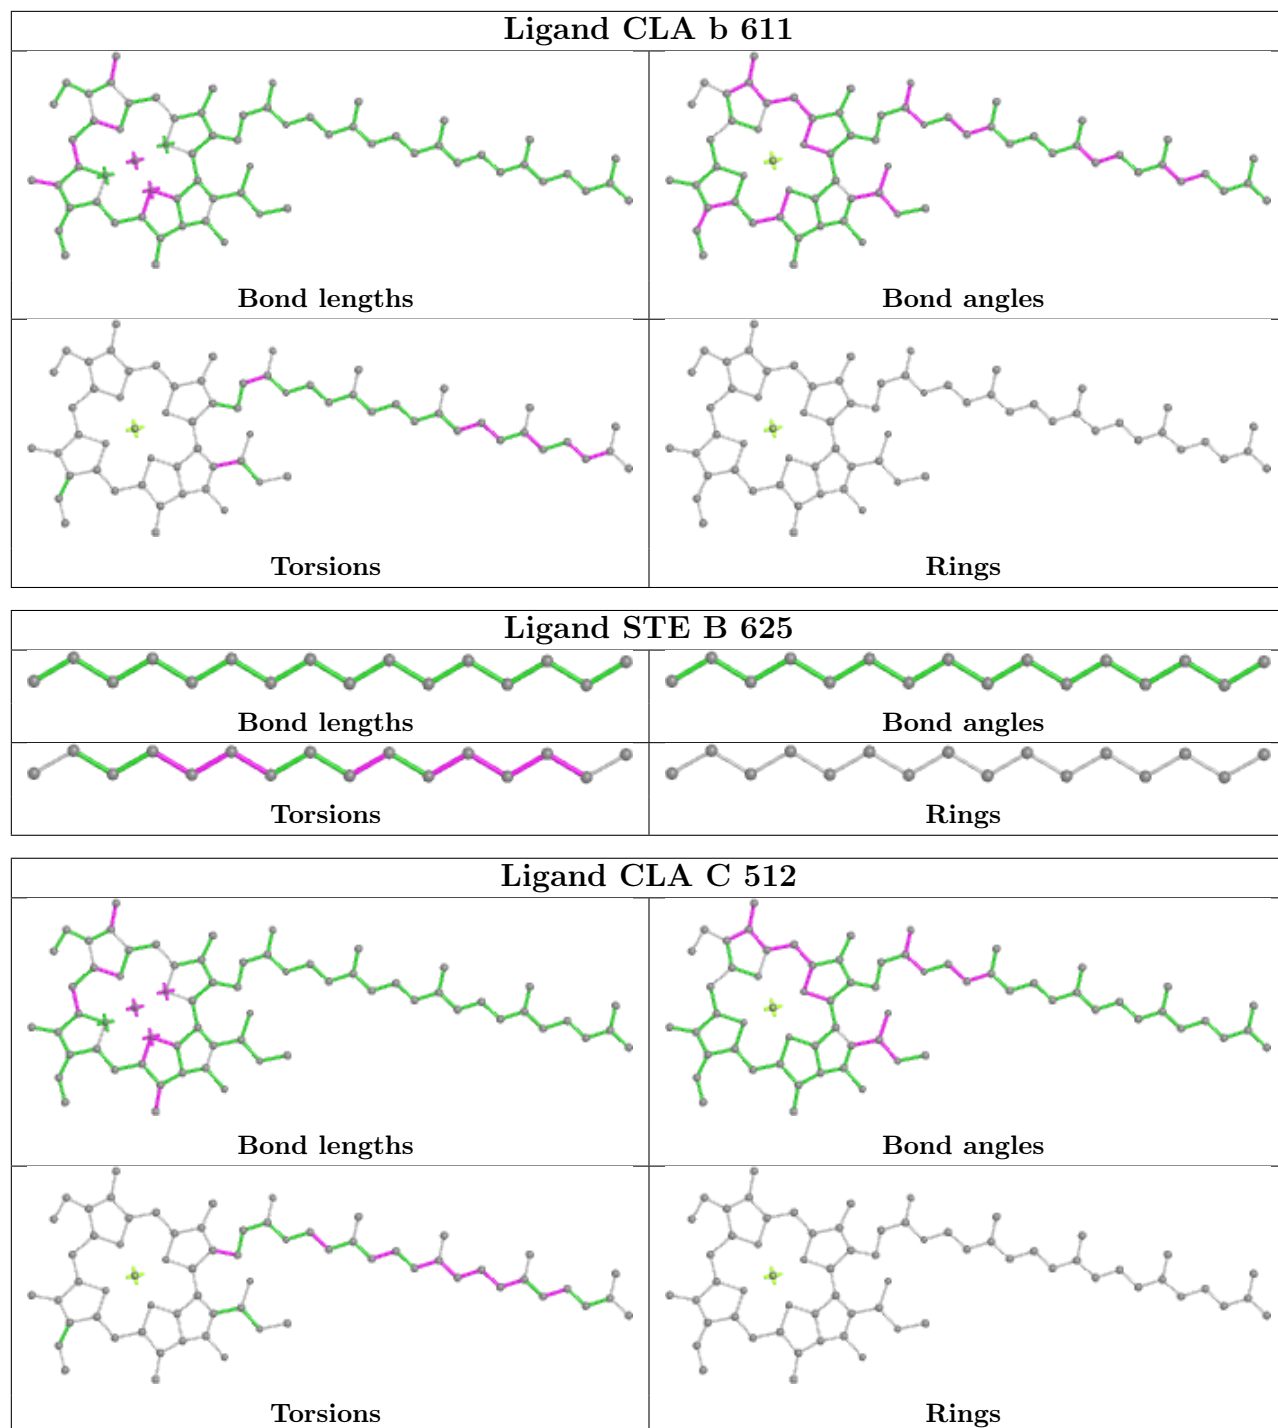 Ligand CLA b 611
Bond lengths
Bond angles
Torsions
Rings
Ligand STE B 625
Bond lengths
Bond angles
Torsions
Rings
Ligand CLA C 512
Bond lengths
Bond angles
Torsions
Rings